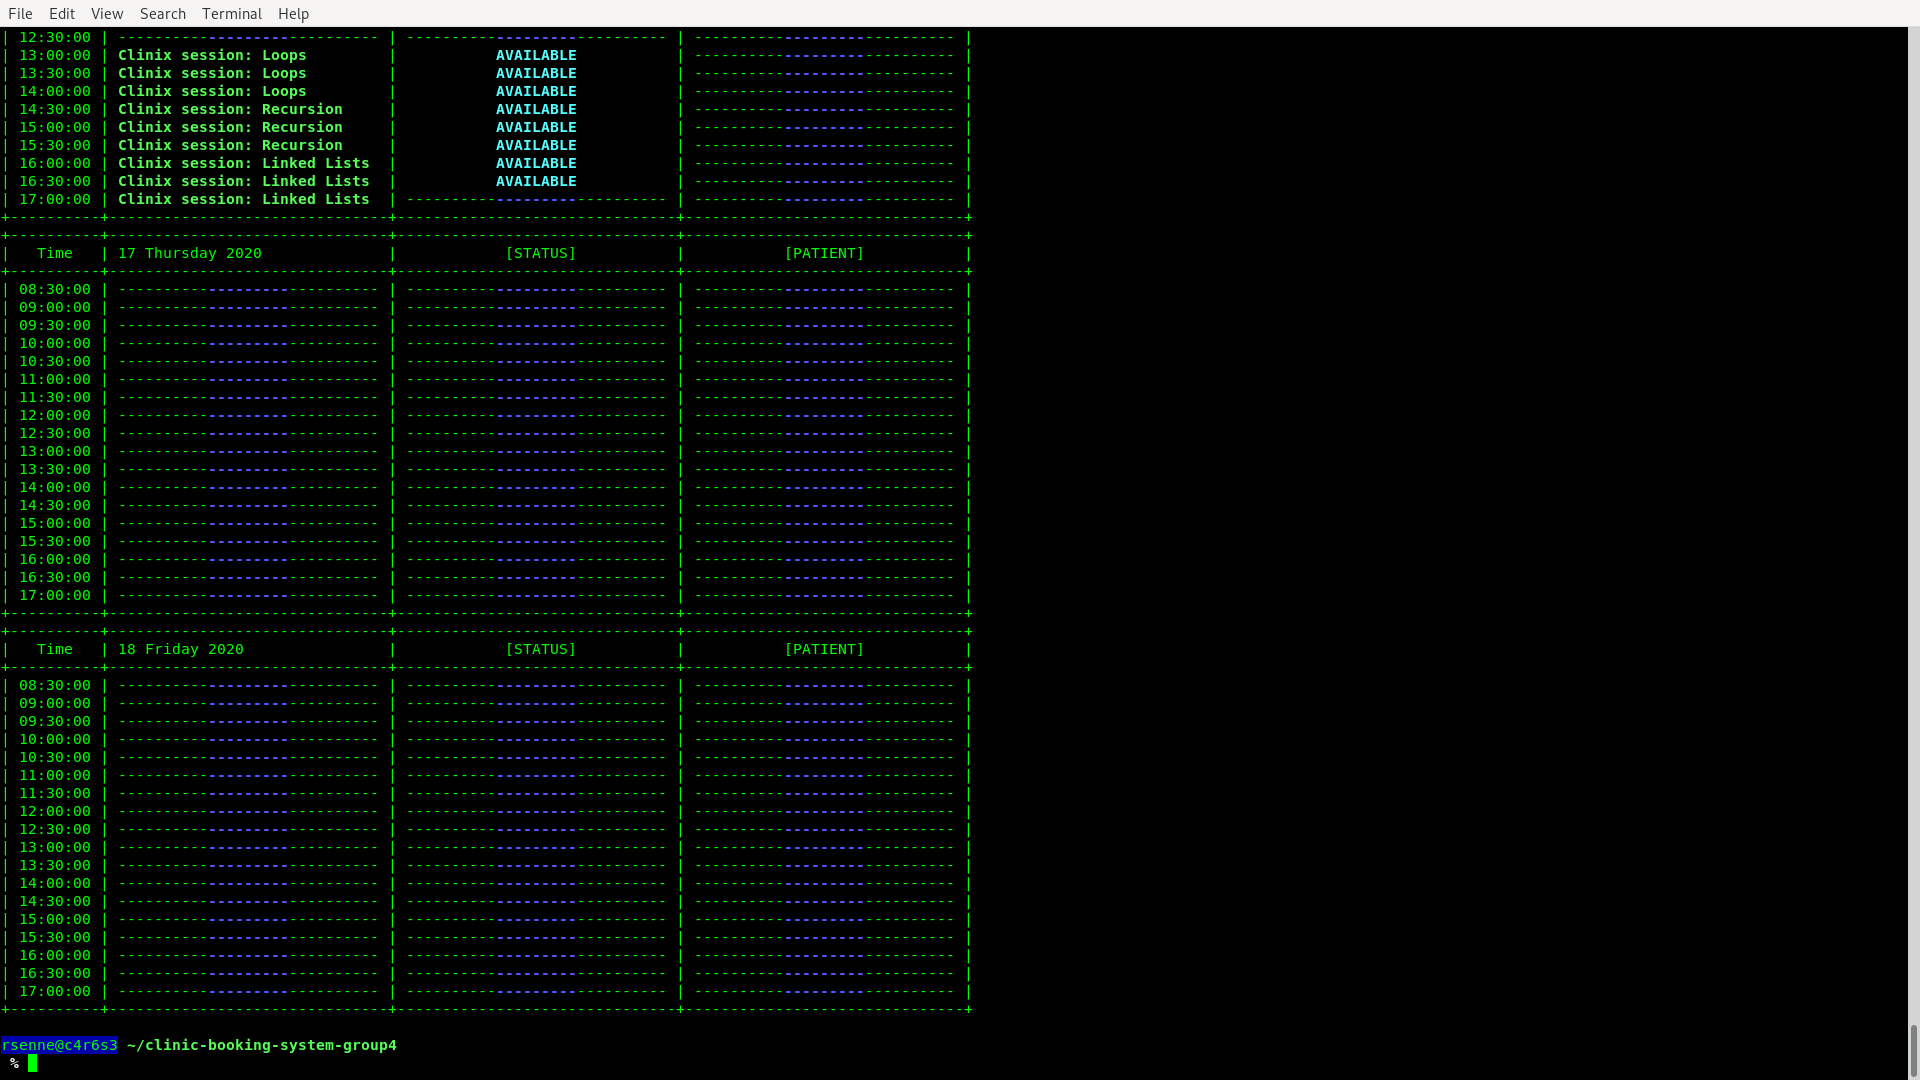 File Edit View Search Terminal Help
| 12:30:00 | ----------------------------- | ----------------------------- | ----------------------------- |
| 13:00:00 | Clinix session: Loops | AVAILABLE | ----------------------------- |
| 13:30:00 | Clinix session: Loops | AVAILABLE | ----------------------------- |
| 14:00:00 | Clinix session: Loops | AVAILABLE | ----------------------------- |
| 14:30:00 | Clinix session: Recursion | AVAILABLE | ----------------------------- |
| 15:00:00 | Clinix session: Recursion | AVAILABLE | ----------------------------- |
| 15:30:00 | Clinix session: Recursion | AVAILABLE | ----------------------------- |
| 16:00:00 | Clinix session: Linked Lists | AVAILABLE | ----------------------------- |
| 16:30:00 | Clinix session: Linked Lists | AVAILABLE | ----------------------------- |
| 17:00:00 | Clinix session: Linked Lists | ----------------------------- | ----------------------------- |
+----------+-------------------------------+-------------------------------+-------------------------------+
+----------+-------------------------------+-------------------------------+-------------------------------+
| Time | 17 Thursday 2020 | [STATUS] | [PATIENT] |
+----------+-------------------------------+-------------------------------+-------------------------------+
| 08:30:00 | ----------------------------- | ----------------------------- | ----------------------------- |
| 09:00:00 | ----------------------------- | ----------------------------- | ----------------------------- |
| 09:30:00 | ----------------------------- | ----------------------------- | ----------------------------- |
| 10:00:00 | ----------------------------- | ----------------------------- | ----------------------------- |
| 10:30:00 | ----------------------------- | ----------------------------- | ----------------------------- |
| 11:00:00 | ----------------------------- | ----------------------------- | ----------------------------- |
| 11:30:00 | ----------------------------- | ----------------------------- | ----------------------------- |
| 12:00:00 | ----------------------------- | ----------------------------- | ----------------------------- |
| 12:30:00 | ----------------------------- | ----------------------------- | ----------------------------- |
| 13:00:00 | ----------------------------- | ----------------------------- | ----------------------------- |
| 13:30:00 | ----------------------------- | ----------------------------- | ----------------------------- |
| 14:00:00 | ----------------------------- | ----------------------------- | ----------------------------- |
| 14:30:00 | ----------------------------- | ----------------------------- | ----------------------------- |
| 15:00:00 | ----------------------------- | ----------------------------- | ----------------------------- |
| 15:30:00 | ----------------------------- | ----------------------------- | ----------------------------- |
| 16:00:00 | ----------------------------- | ----------------------------- | ----------------------------- |
| 16:30:00 | ----------------------------- | ----------------------------- | ----------------------------- |
| 17:00:00 | ----------------------------- | ----------------------------- | ----------------------------- |
+----------+-------------------------------+-------------------------------+-------------------------------+
+----------+-------------------------------+-------------------------------+-------------------------------+
| Time | 18 Friday 2020 | [STATUS] | [PATIENT] |
+----------+-------------------------------+-------------------------------+-------------------------------+
| 08:30:00 | ----------------------------- | ----------------------------- | ----------------------------- |
| 09:00:00 | ----------------------------- | ----------------------------- | ----------------------------- |
| 09:30:00 | ----------------------------- | ----------------------------- | ----------------------------- |
| 10:00:00 | ----------------------------- | ----------------------------- | ----------------------------- |
| 10:30:00 | ----------------------------- | ----------------------------- | ----------------------------- |
| 11:00:00 | ----------------------------- | ----------------------------- | ----------------------------- |
| 11:30:00 | ----------------------------- | ----------------------------- | ----------------------------- |
| 12:00:00 | ----------------------------- | ----------------------------- | ----------------------------- |
| 12:30:00 | ----------------------------- | ----------------------------- | ----------------------------- |
| 13:00:00 | ----------------------------- | ----------------------------- | ----------------------------- |
| 13:30:00 | ----------------------------- | ----------------------------- | ----------------------------- |
| 14:00:00 | ----------------------------- | ----------------------------- | ----------------------------- |
| 14:30:00 | ----------------------------- | ----------------------------- | ----------------------------- |
| 15:00:00 | ----------------------------- | ----------------------------- | ----------------------------- |
| 15:30:00 | ----------------------------- | ----------------------------- | ----------------------------- |
| 16:00:00 | ----------------------------- | ----------------------------- | ----------------------------- |
| 16:30:00 | ----------------------------- | ----------------------------- | ----------------------------- |
| 17:00:00 | ----------------------------- | ----------------------------- | ----------------------------- |
+----------+-------------------------------+-------------------------------+-------------------------------+
rsenne@c4r6s3 ~/clinic-booking-system-group4
%